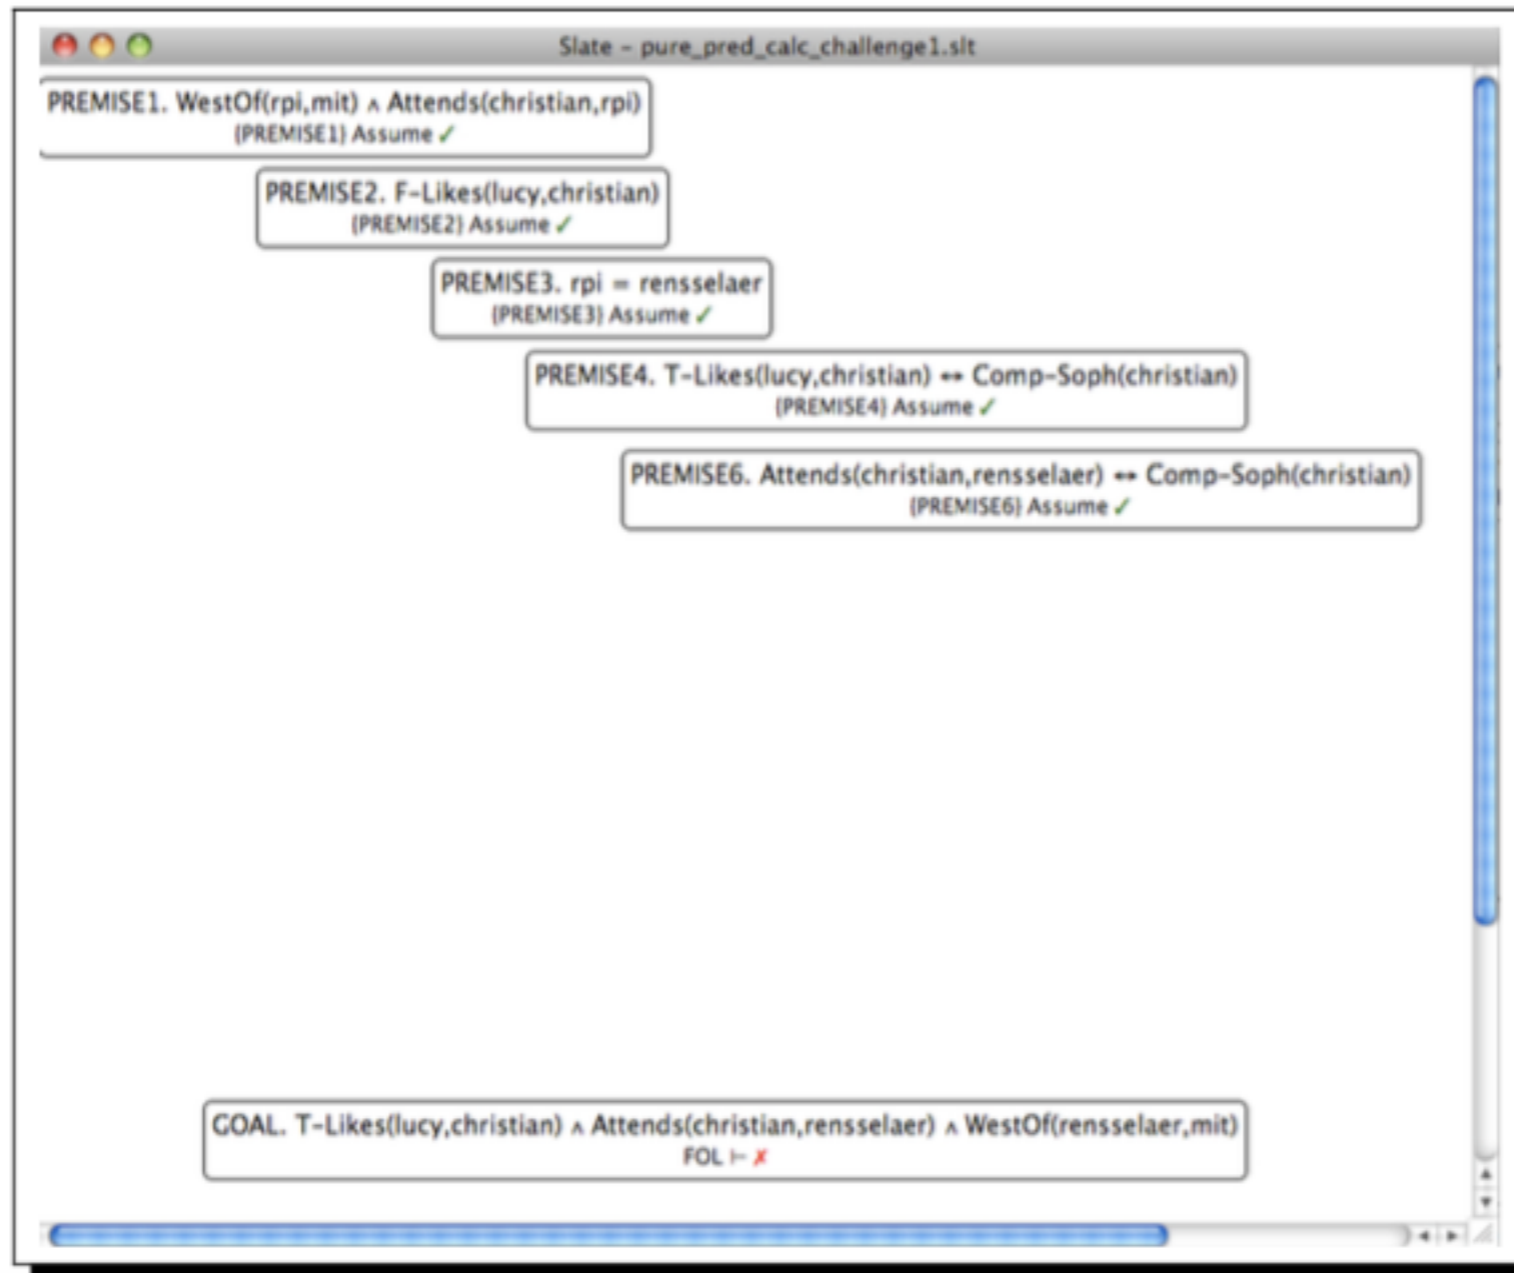 Slate - pure_pred_calc_challenge1.slt
PREMISE1. WestOf(rpi,mit) ∧ Attends(christian,rpi)
{PREMISE1} Assume ✓
PREMISE2. F-Likes(lucy,christian)
{PREMISE2} Assume ✓
PREMISE3. rpi = rensselaer
{PREMISE3} Assume ✓
PREMISE4. T-Likes(lucy,christian) ↔ Comp-Soph(christian)
{PREMISE4} Assume ✓
PREMISE6. Attends(christian,rensselaer) ↔ Comp-Soph(christian)
{PREMISE6} Assume ✓
GOAL. T-Likes(lucy,christian) ∧ Attends(christian,rensselaer) ∧ WestOf(rensselaer,mit)
FOL ⊢ ✗